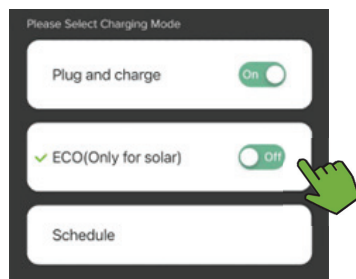 Please Select Charging Mode
Plug and charge On
ECO(Only for solar) Off
Schedule